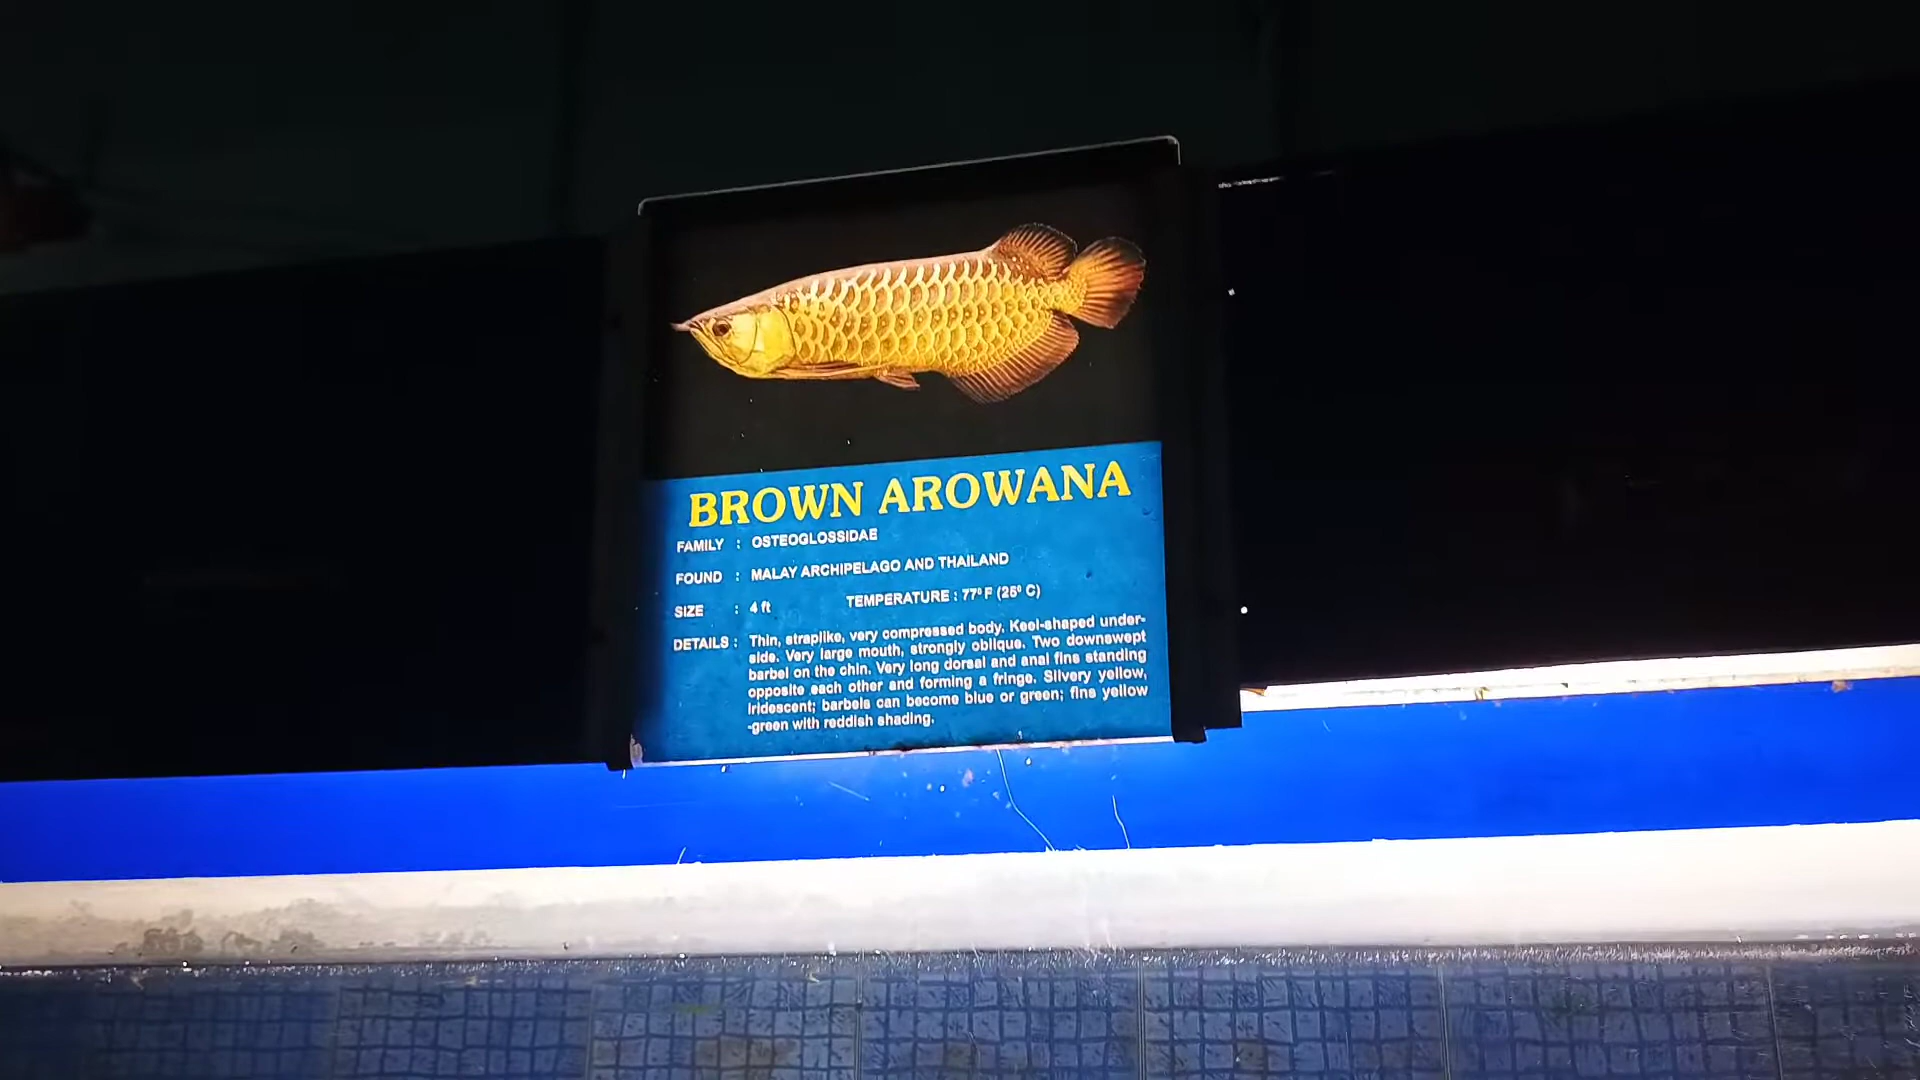 BROWN AROWANA
FAMILY : OSTEOGLOSSIDAE
FOUND : MALAY ARCHIPELAGO AND THAILAND
SIZE : 4 ft TEMPERATURE : 77º F (25º C)
DETAILS : Thin, straplike, very compressed body. Keel-shaped under-
side. Very large mouth, strongly oblique. Two downswept
barbel on the chin. Very long dorsal and anal fins standing
opposite each other and forming a fringe. Silvery yellow,
iridescent; barbels can become blue or green; fins yellow
-green with reddish shading.